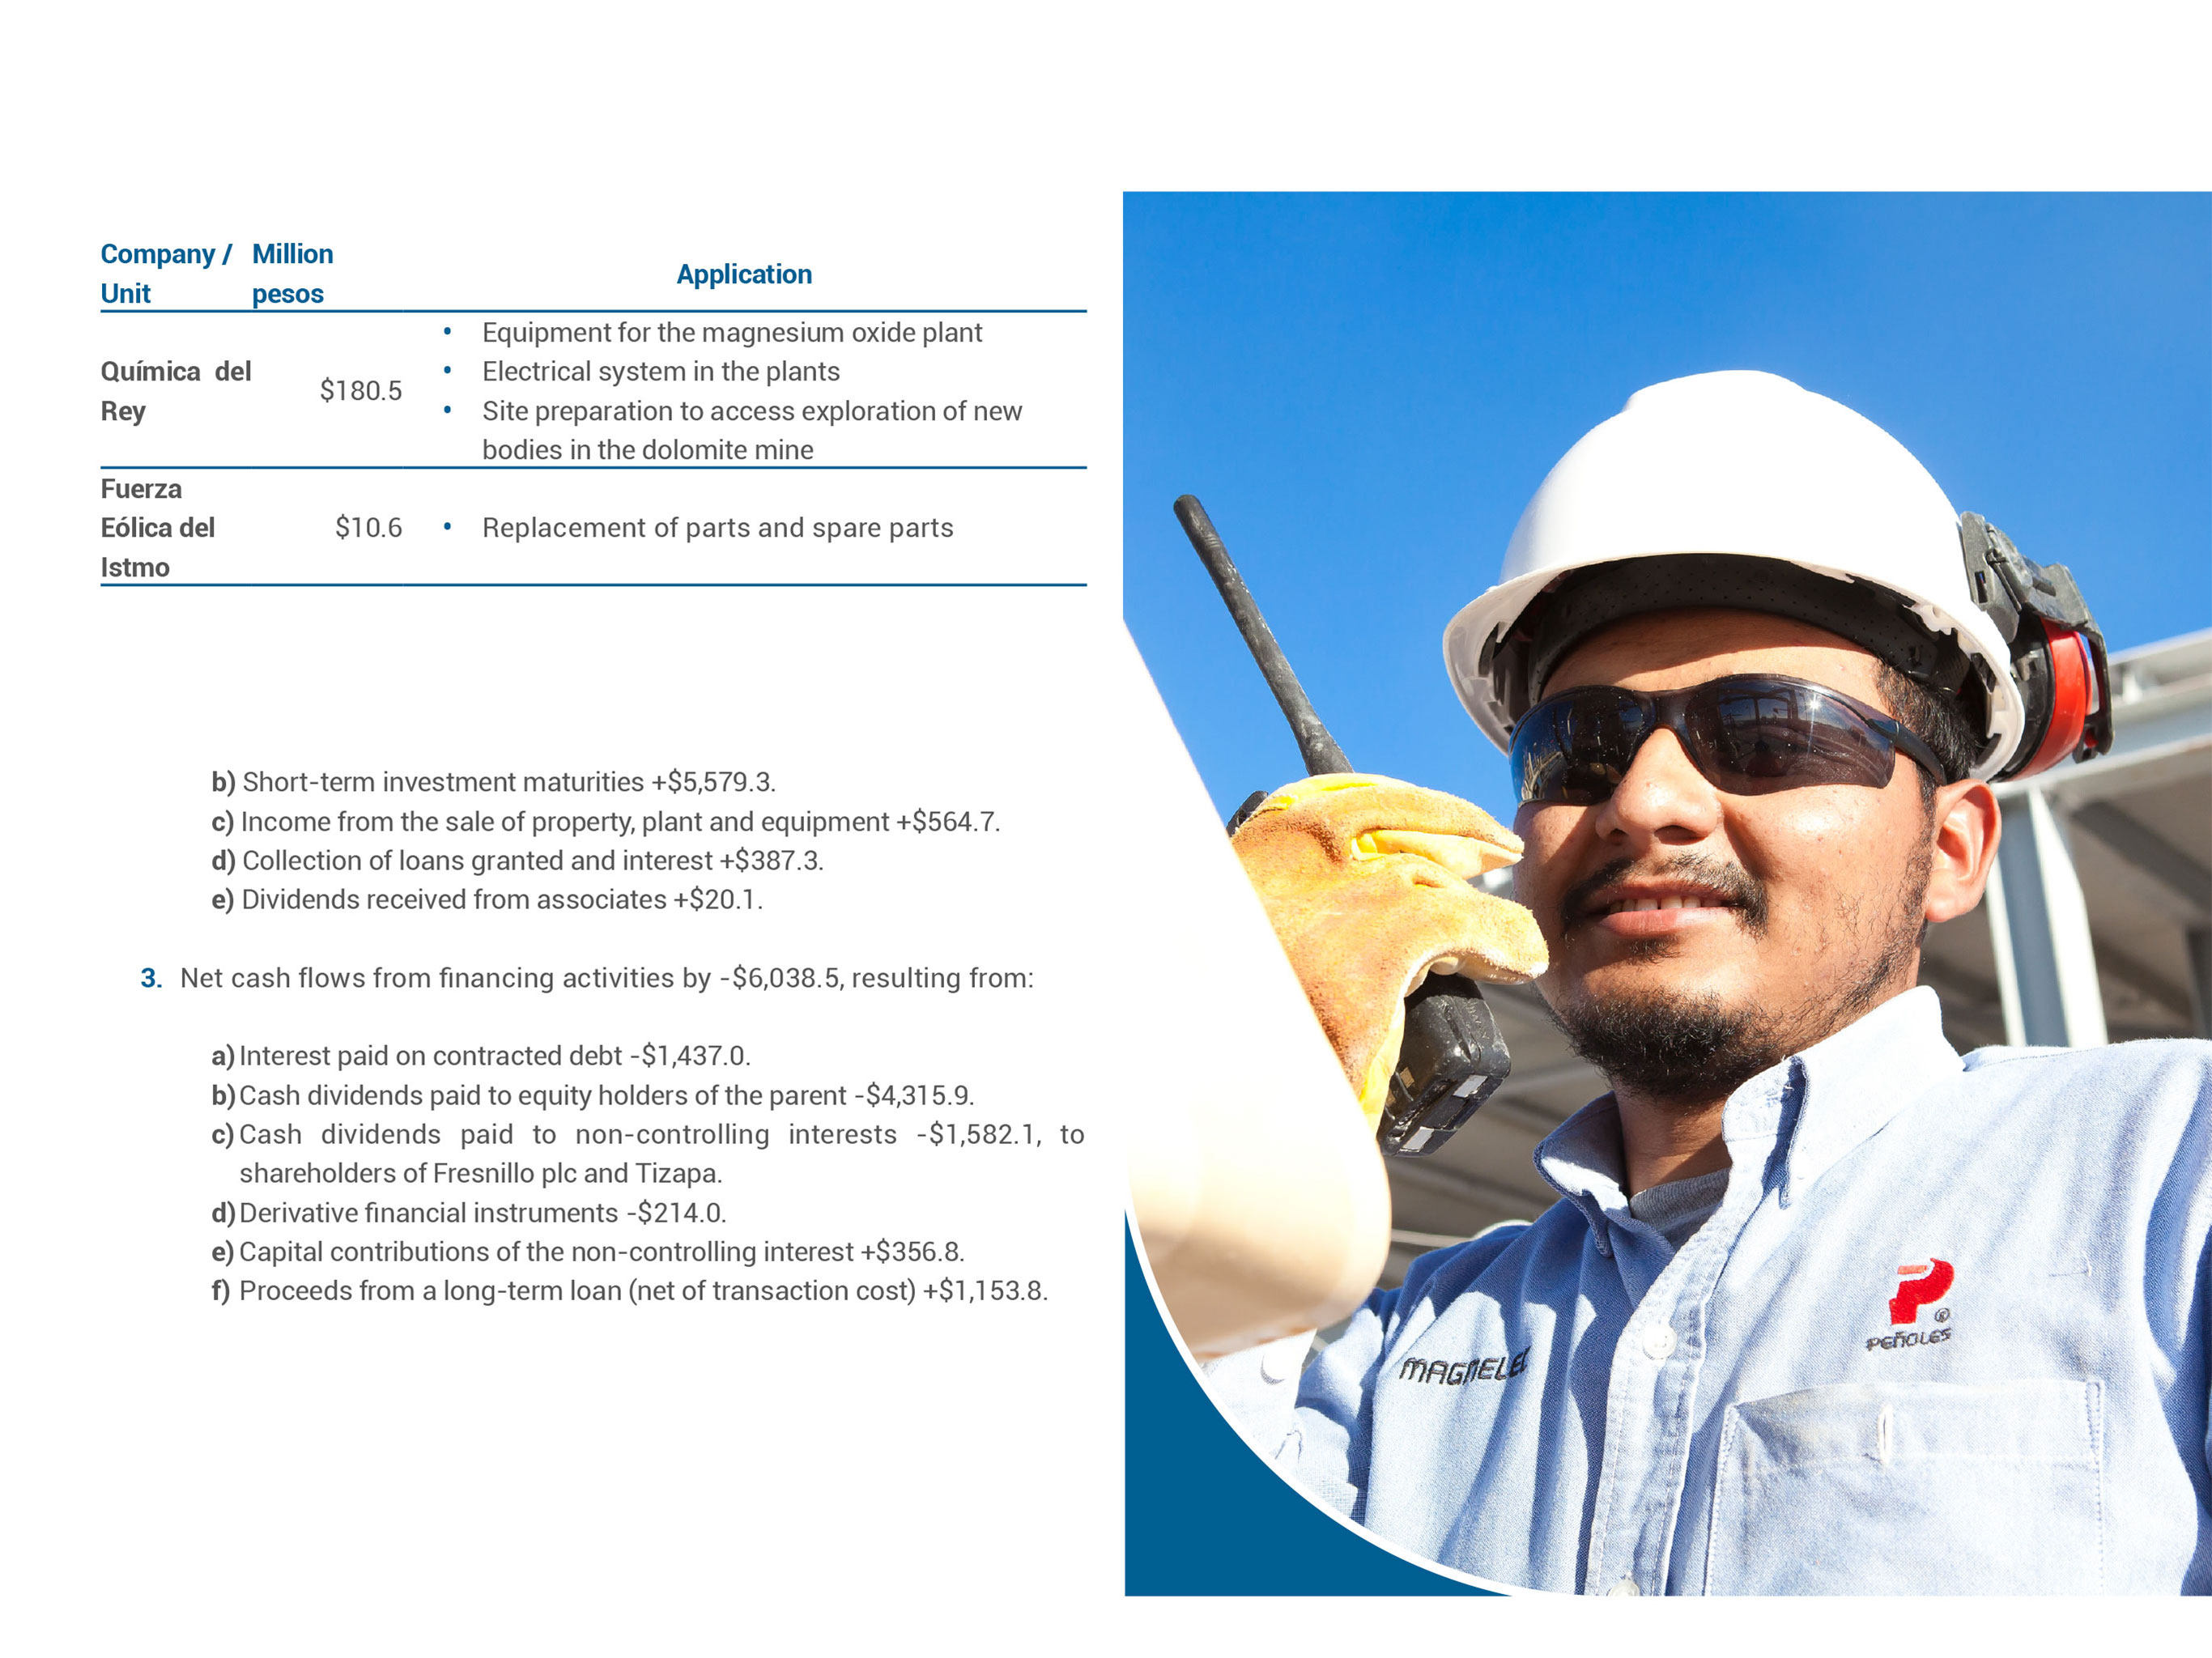 Company / Million
Unit pesos
Application
• Equipment for the magnesium oxide plant
Química del
Rey
$180.5
• Electrical system in the plants
• Site preparation to access exploration of new
bodies in the dolomite mine
Fuerza
Eólica del
Istmo
$10.6
• Replacement of parts and spare parts
b) Short-term investment maturities +$5,579.3.
c) Income from the sale of property, plant and equipment +$564.7.
d) Collection of loans granted and interest +$387.3.
e) Dividends received from associates +$20.1.
3. Net cash flows from financing activities by -$6,038.5, resulting from:
a) Interest paid on contracted debt -$1,437.0.
b) Cash dividends paid to equity holders of the parent -$4,315.9.
c) Cash dividends paid to non-controlling interests -$1,582.1, to
shareholders of Fresnillo plc and Tizapa.
d) Derivative financial instruments -$214.0.
e) Capital contributions of the non-controlling interest +$356.8.
f) Proceeds from a long-term loan (net of transaction cost) +$1,153.8.
MAGNELEC
®
PEÑOLES